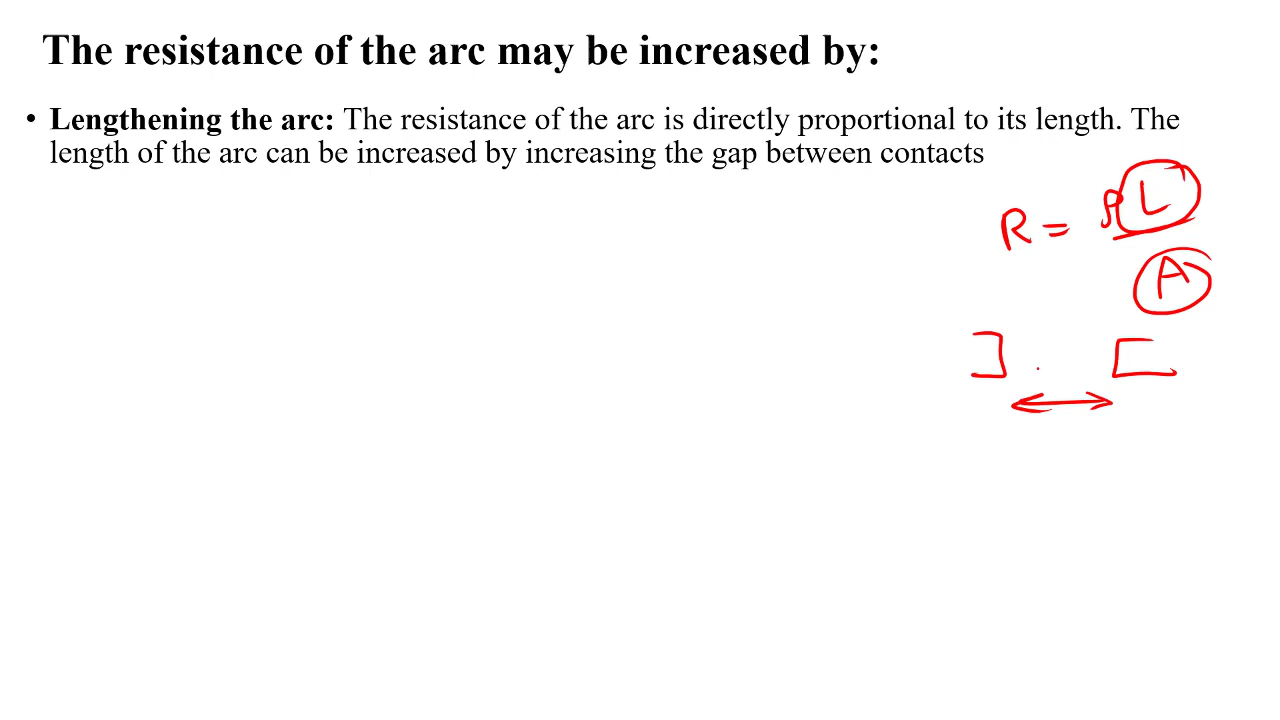 The resistance of the arc may be increased by:
• Lengthening the arc: The resistance of the arc is directly proportional to its length. The
length of the arc can be increased by increasing the gap between contacts
R = ρL
A